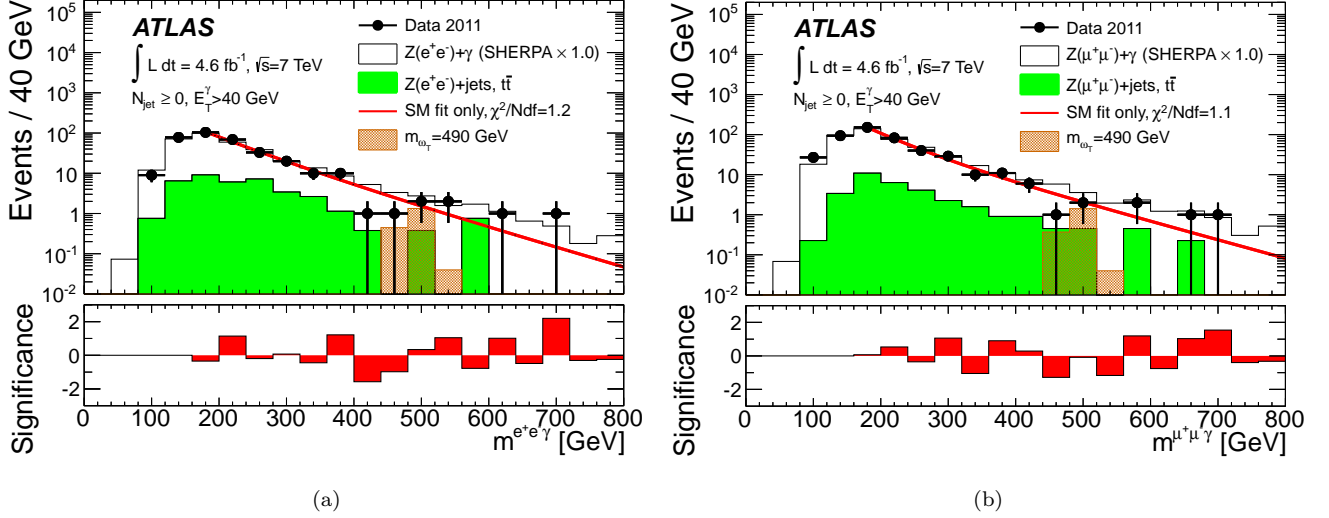 Events / 40 GeV
10⁵
10⁴
10³
10²
10
1
10⁻¹
10⁻²
ATLAS
∫ L dt = 4.6 fb⁻¹, √s=7 TeV
N_jet ≥ 0, E_T^γ>40 GeV
Data 2011
Z(e⁺e⁻)+γ (SHERPA × 1.0)
Z(e⁺e⁻)+jets, tt̄
SM fit only, χ²/Ndf=1.2
m_ω_T=490 GeV
Significance
2
0
-2
0 100 200 300 400 500 600 700 800
m^e⁺e⁻γ [GeV]
(a)
Events / 40 GeV
10⁵
10⁴
10³
10²
10
1
10⁻¹
10⁻²
ATLAS
∫ L dt = 4.6 fb⁻¹, √s=7 TeV
N_jet ≥ 0, E_T^γ>40 GeV
Data 2011
Z(μ⁺μ⁻)+γ (SHERPA × 1.0)
Z(μ⁺μ⁻)+jets, tt̄
SM fit only, χ²/Ndf=1.1
m_ω_T=490 GeV
Significance
2
0
-2
0 100 200 300 400 500 600 700 800
m^μ⁺μ⁻γ [GeV]
(b)